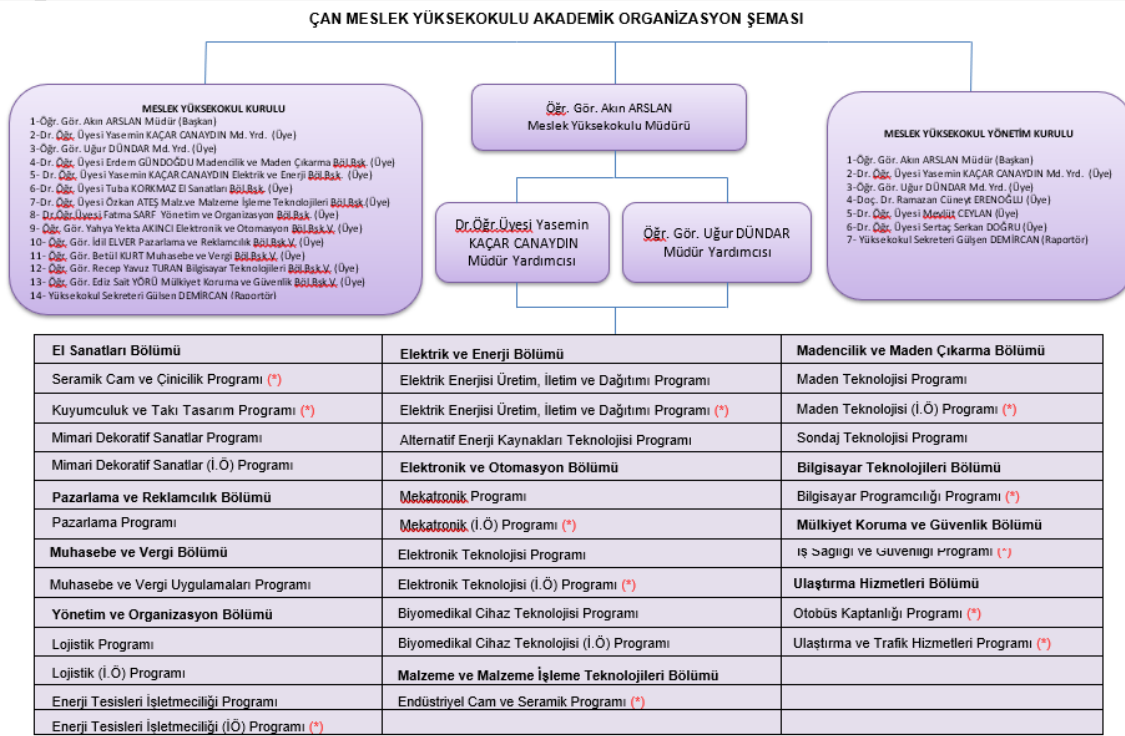 ÇAN MESLEK YÜKSEKOKULU AKADEMİK ORGANİZASYON ŞEMASI
MESLEK YÜKSEKOKUL KURULU
1-Öğr. Gör. Akın ARSLAN Müdür (Başkan)
2-Dr. Öğr. Üyesi Yasemin KAÇAR CANAYDIN Md. Yrd. (Üye)
3-Öğr. Gör. Uğur DÜNDAR Md. Yrd. (Üye)
4-Dr. Öğr. Üyesi Erdem GÜNDOĞDU Madencilik ve Maden Çıkarma Böl.Bşk. (Üye)
5- Dr. Öğr. Üyesi Yasemin KAÇAR CANAYDIN Elektrik ve Enerji Böl.Bşk. (Üye)
6-Dr. Öğr. Üyesi Tuba KORKMAZ El Sanatları Böl.Bşk. (Üye)
7-Dr. Öğr. Üyesi Özkan ATEŞ Malz.ve Malzeme İşleme Teknolojileri Böl.Bşk.(Üye)
8- Dr.Öğr.Üyesi Fatma SARF Yönetim ve Organizasyon Böl.Bşk. (Üye)
9- Öğr. Gör. Yahya Yekta AKINCI Elektronik ve Otomasyon Böl.Bşk.V. (Üye)
10- Öğr. Gör. İdil ELVER Pazarlama ve Reklamcılık Böl.Bşk.V. (Üye)
11- Öğr. Gör. Betül KURT Muhasebe ve Vergi Böl.Bşk.V. (Üye)
12- Öğr. Gör. Recep Yavuz TURAN Bilgisayar Teknolojileri Böl.Bşk.V. (Üye)
13- Öğr. Gör. Ediz Sait YÖRÜ Mülkiyet Koruma ve Güvenlik Böl.Bşk.V. (Üye)
14- Yüksekokul Sekreteri Gülşen DEMİRCAN (Raportör)
Öğr. Gör. Akın ARSLAN
Meslek Yüksekokulu Müdürü
Dr.Öğr.Üyesi Yasemin
KAÇAR CANAYDIN
Müdür Yardımcısı
Öğr. Gör. Uğur DÜNDAR
Müdür Yardımcısı
MESLEK YÜKSEKOKUL YÖNETİM KURULU
1-Öğr. Gör. Akın ARSLAN Müdür (Başkan)
2-Dr. Öğr. Üyesi Yasemin KAÇAR CANAYDIN Md. Yrd. (Üye)
3-Öğr. Gör. Uğur DÜNDAR Md. Yrd. (Üye)
4-Doç. Dr. Ramazan Cüneyt ERENOĞLU (Üye)
5-Dr. Öğr. Üyesi Mevlüt CEYLAN (Üye)
6-Dr. Öğr. Üyesi Sertaç Serkan DOĞRU (Üye)
7- Yüksekokul Sekreteri Gülşen DEMİRCAN (Raportör)
El Sanatları Bölümü
Seramik Cam ve Çinicilik Programı (*)
Kuyumculuk ve Takı Tasarım Programı (*)
Mimari Dekoratif Sanatlar Programı
Mimari Dekoratif Sanatlar (İ.Ö) Programı
Pazarlama ve Reklamcılık Bölümü
Pazarlama Programı
Muhasebe ve Vergi Bölümü
Muhasebe ve Vergi Uygulamaları Programı
Yönetim ve Organizasyon Bölümü
Lojistik Programı
Lojistik (İ.Ö) Programı
Enerji Tesisleri İşletmeciliği Programı
Enerji Tesisleri İşletmeciliği (İÖ) Programı (*)
Elektrik ve Enerji Bölümü
Elektrik Enerjisi Üretim, İletim ve Dağıtımı Programı
Elektrik Enerjisi Üretim, İletim ve Dağıtımı Programı (*)
Alternatif Enerji Kaynakları Teknolojisi Programı
Elektronik ve Otomasyon Bölümü
Mekatronik Programı
Mekatronik (İ.Ö) Programı (*)
Elektronik Teknolojisi Programı
Elektronik Teknolojisi (İ.Ö) Programı (*)
Biyomedikal Cihaz Teknolojisi Programı
Biyomedikal Cihaz Teknolojisi (İ.Ö) Programı
Malzeme ve Malzeme İşleme Teknolojileri Bölümü
Endüstriyel Cam ve Seramik Programı (*)
Madencilik ve Maden Çıkarma Bölümü
Maden Teknolojisi Programı
Maden Teknolojisi (İ.Ö) Programı (*)
Sondaj Teknolojisi Programı
Bilgisayar Teknolojileri Bölümü
Bilgisayar Programcılığı Programı (*)
Mülkiyet Koruma ve Güvenlik Bölümü
İş Sağlığı ve Güvenliği Programı (*)
Ulaştırma Hizmetleri Bölümü
Otobüs Kaptanlığı Programı (*)
Ulaştırma ve Trafik Hizmetleri Programı (*)